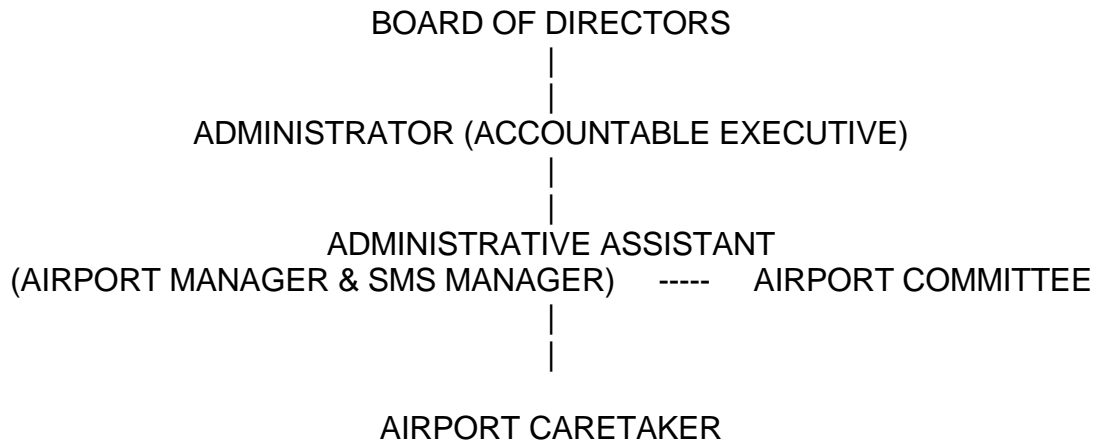 BOARD OF DIRECTORS
|
|
ADMINISTRATOR (ACCOUNTABLE EXECUTIVE)
|
|
ADMINISTRATIVE ASSISTANT
(AIRPORT MANAGER & SMS MANAGER) ----- AIRPORT COMMITTEE
|
|
AIRPORT CARETAKER